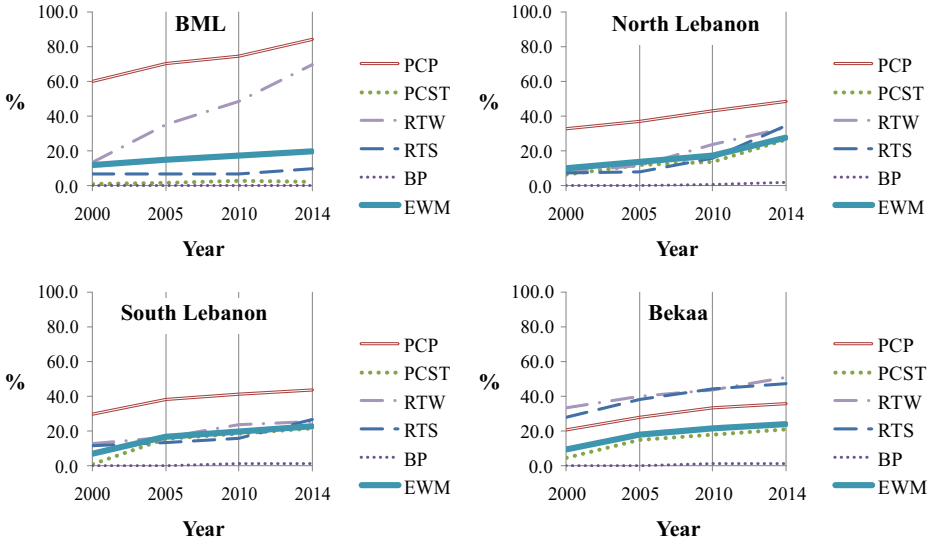 BML
100.0
80.0
60.0
40.0
20.0
0.0
%
2000 2005 2010 2014
Year
PCP
PCST
RTW
RTS
BP
EWM
North Lebanon
100.0
80.0
60.0
40.0
20.0
0.0
%
2000 2005 2010 2014
Year
PCP
PCST
RTW
RTS
BP
EWM
South Lebanon
100.0
80.0
60.0
40.0
20.0
0.0
%
2000 2005 2010 2014
Year
PCP
PCST
RTW
RTS
BP
EWM
Bekaa
100.0
80.0
60.0
40.0
20.0
0.0
%
2000 2005 2010 2014
Year
PCP
PCST
RTW
RTS
BP
EWM